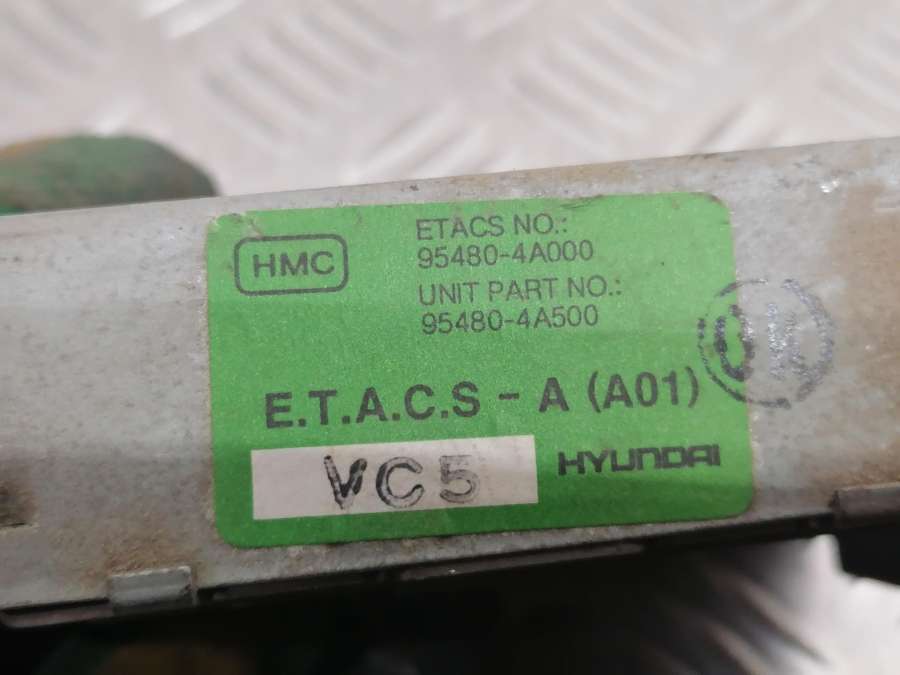 HMC
ETACS NO.:
95480-4A000
UNIT PART NO.:
95480-4A500
E.T.A.C.S - A (A01)
VC5
HYUNDAI